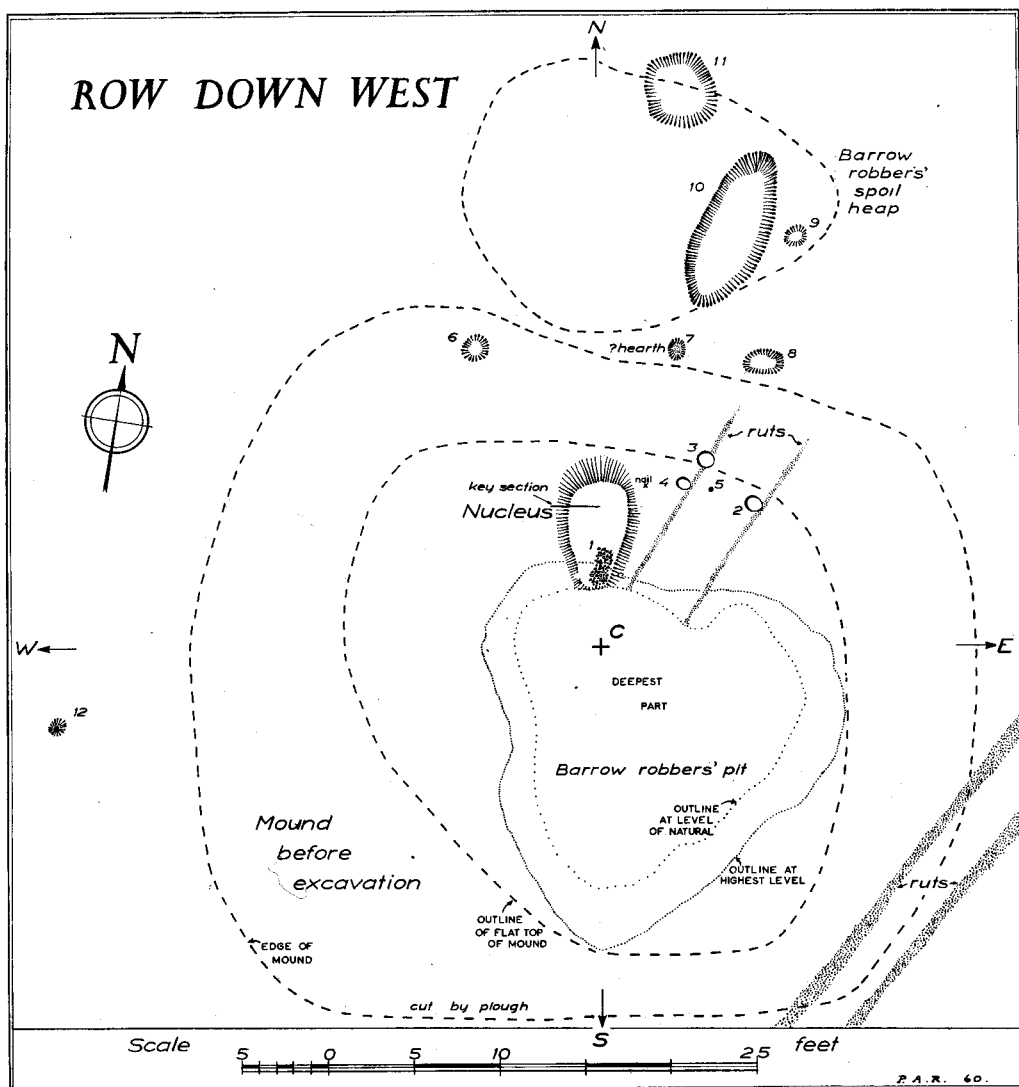 ROW DOWN WEST
N
11
Barrow
robbers'
spoil
heap
10
9
N
6
?hearth
7
8
ruts
3
nail
x
4
5
2
key section
Nucleus
1
W
C
E
DEEPEST
PART
12
Barrow robbers' pit
OUTLINE
AT LEVEL
OF NATURAL
OUTLINE AT
HIGHEST LEVEL
Mound
before
excavation
ruts
OUTLINE
OF FLAT TOP
OF MOUND
EDGE OF
MOUND
cut by plough
S
Scale
5 0 5 10 25
feet
P.A.R. 60.